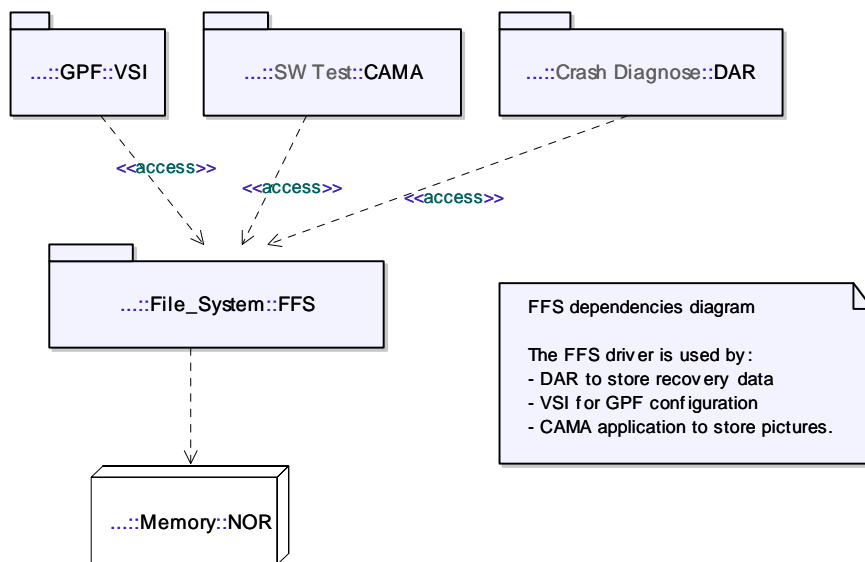 ...::GPF::VSI
...::SW Test::CAMA
...::Crash Diagnose::DAR
<<access>>
<<access>>
<<access>>
...::File_System::FFS
FFS dependencies diagram
The FFS driver is used by:
- DAR to store recovery data
- VSI for GPF configuration
- CAMA application to store pictures.
...::Memory::NOR